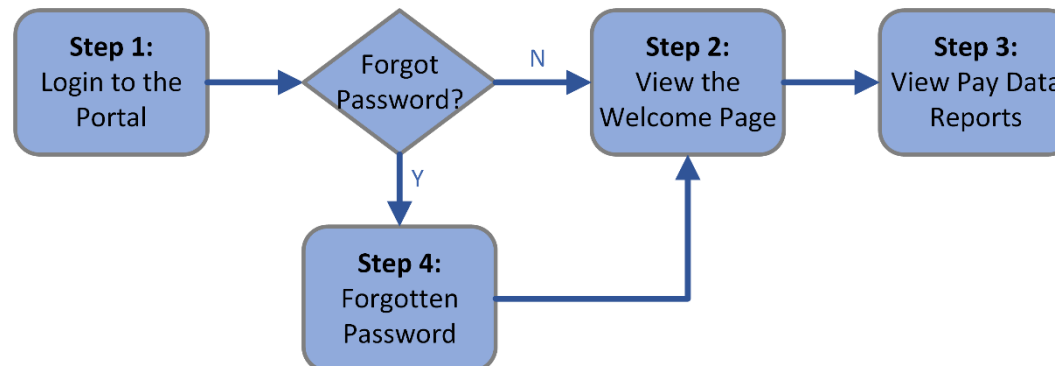 Step 1:
Login to the
Portal
Forgot
Password?
N
Step 2:
View the
Welcome Page
Step 3:
View Pay Data
Reports
Y
Step 4:
Forgotten
Password